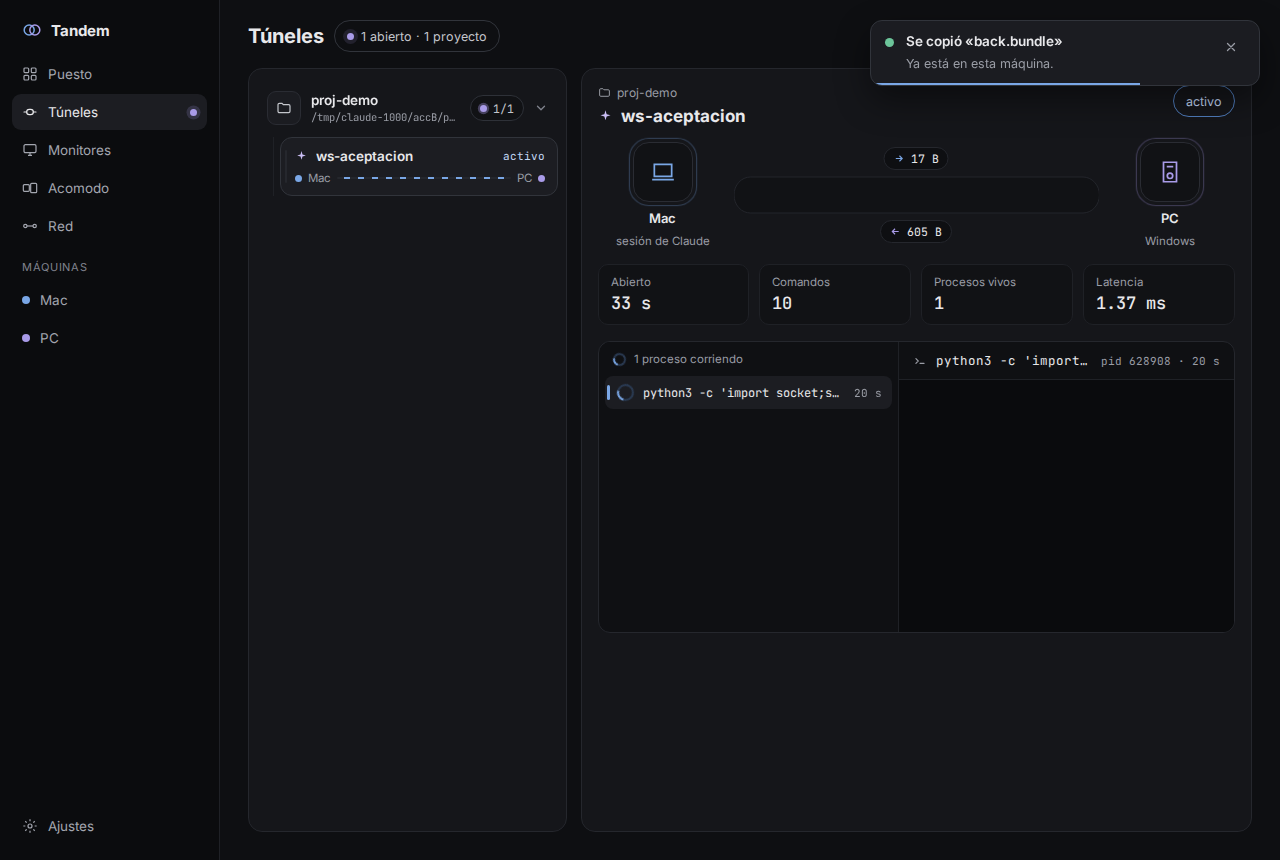 Tandem
Puesto
Túneles
Monitores
Acomodo
Red
MÁQUINAS
Mac
PC
Ajustes
Túneles
1 abierto · 1 proyecto
proj-demo
/tmp/claude-1000/accB/p…
1/1
ws-aceptacion
activo
Mac
PC
Se copió «back.bundle»
Ya está en esta máquina.
proj-demo
ws-aceptacion
activo
→ 17 B
← 605 B
Mac
sesión de Claude
PC
Windows
Abierto
33 s
Comandos
10
Procesos vivos
1
Latencia
1.37 ms
1 proceso corriendo
python3 -c 'import socket;s… 20 s
python3 -c 'import… pid 628908 · 20 s